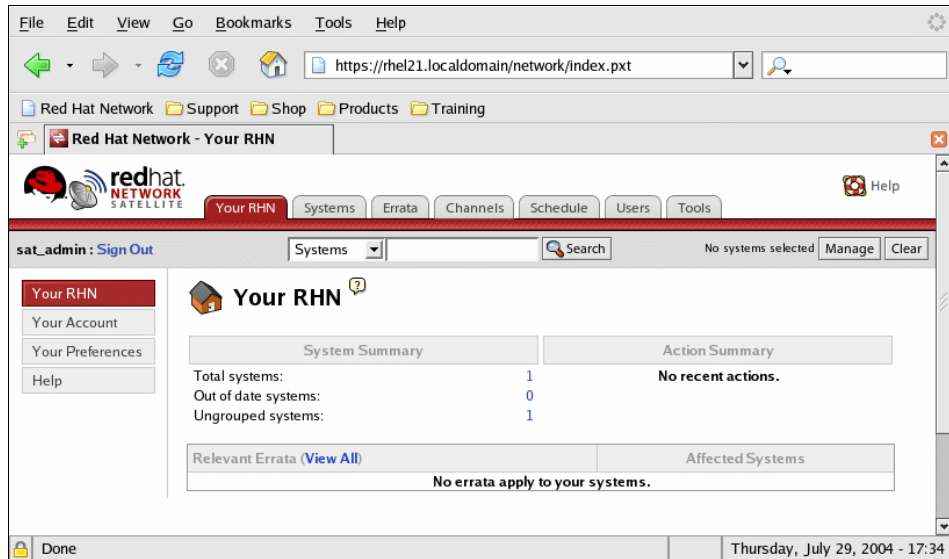 File Edit View Go Bookmarks Tools Help
https://rhel21.localdomain/network/index.pxt
Red Hat Network Support Shop Products Training
Red Hat Network - Your RHN
redhat.
NETWORK
SATELLITE
Help
Your RHN Systems Errata Channels Schedule Users Tools
sat_admin : Sign Out Systems Search No systems selected Manage Clear
Your RHN
Your Account
Your Preferences
Help
Your RHN ?
System Summary Action Summary
Total systems: 1 No recent actions.
Out of date systems: 0
Ungrouped systems: 1
Relevant Errata (View All) Affected Systems
No errata apply to your systems.
Done Thursday, July 29, 2004 - 17:34